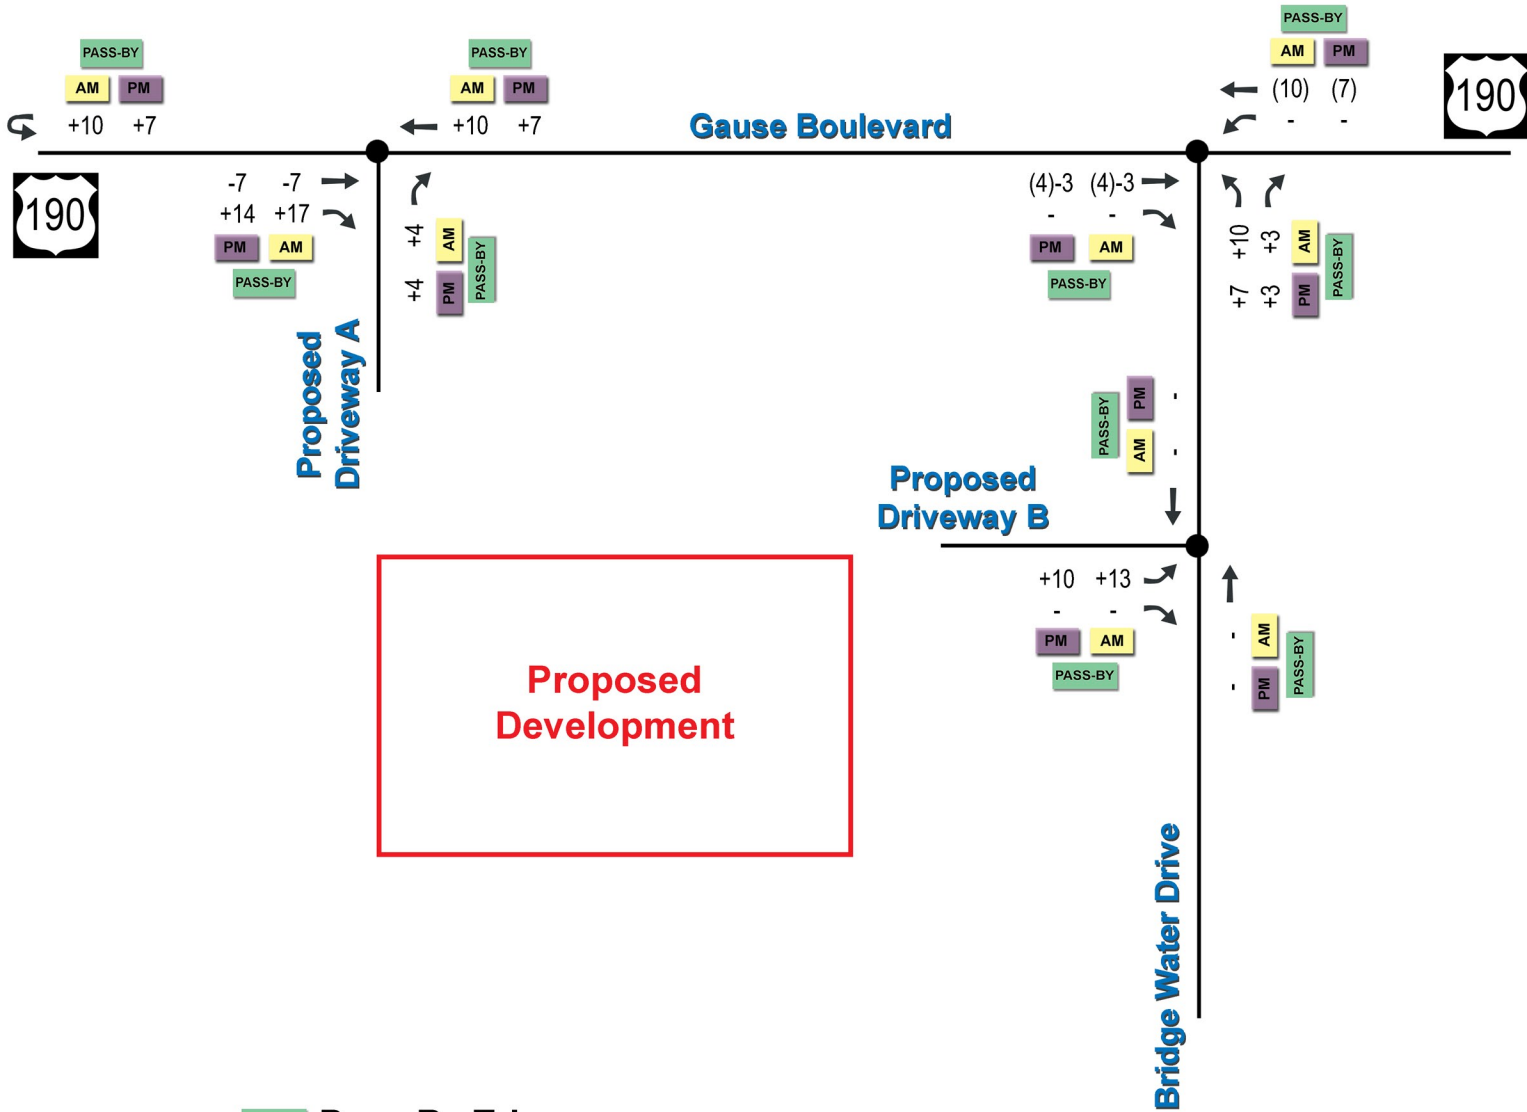 PASS-BY
AM PM
+10 +7
PASS-BY
AM PM
+10 +7
Gause Boulevard
PASS-BY
AM PM
(10) (7)
- -
190
190
-7 -7
+14 +17
PM AM
PASS-BY
+4 +4
AM PM
PASS-BY
(4)-3 (4)-3
- -
PM AM
PASS-BY
+10 +3
+7 +3
AM PM
PASS-BY
Proposed
Driveway A
PASS-BY
PM AM
- -
Proposed
Driveway B
+10 +13
- -
PM AM
PASS-BY
- -
AM PM
PASS-BY
Proposed
Development
Bridge Water Drive